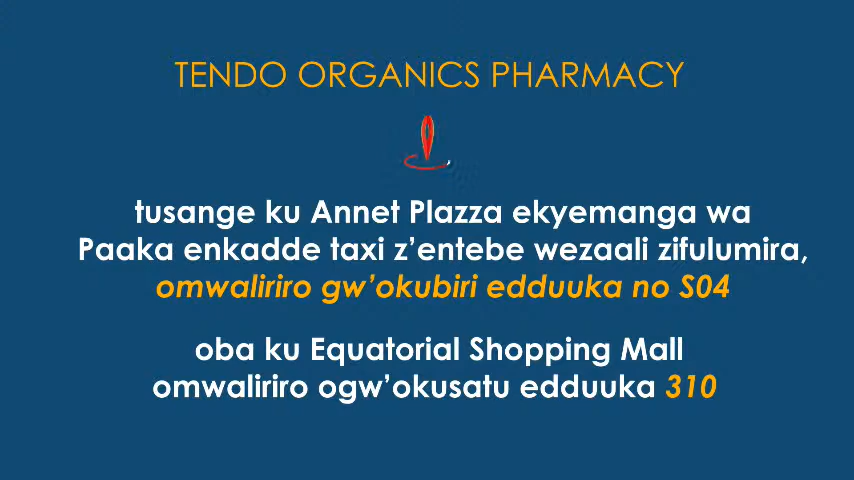 TENDO ORGANICS PHARMACY
tusange ku Annet Plazza ekyemanga wa
Paaka enkadde taxi z’entebe wezaali zifulumira,
omwaliriro gw’okubiri edduuka no S04
oba ku Equatorial Shopping Mall
omwaliriro ogw’okusatu edduuka 310